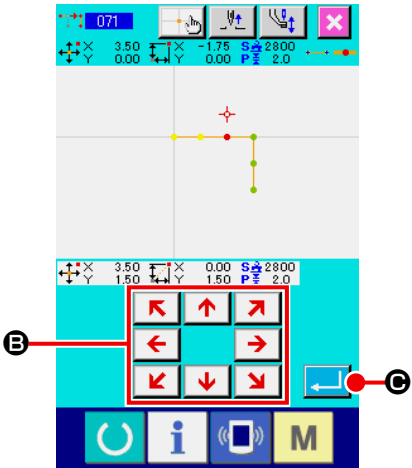 071
X 3.50 X -1.75 S 2800
Y 0.00 Y 0.00 P 2.0
X 3.50 X 0.00 S 2800
Y 1.50 Y 1.50 P 2.0
B
C
i M